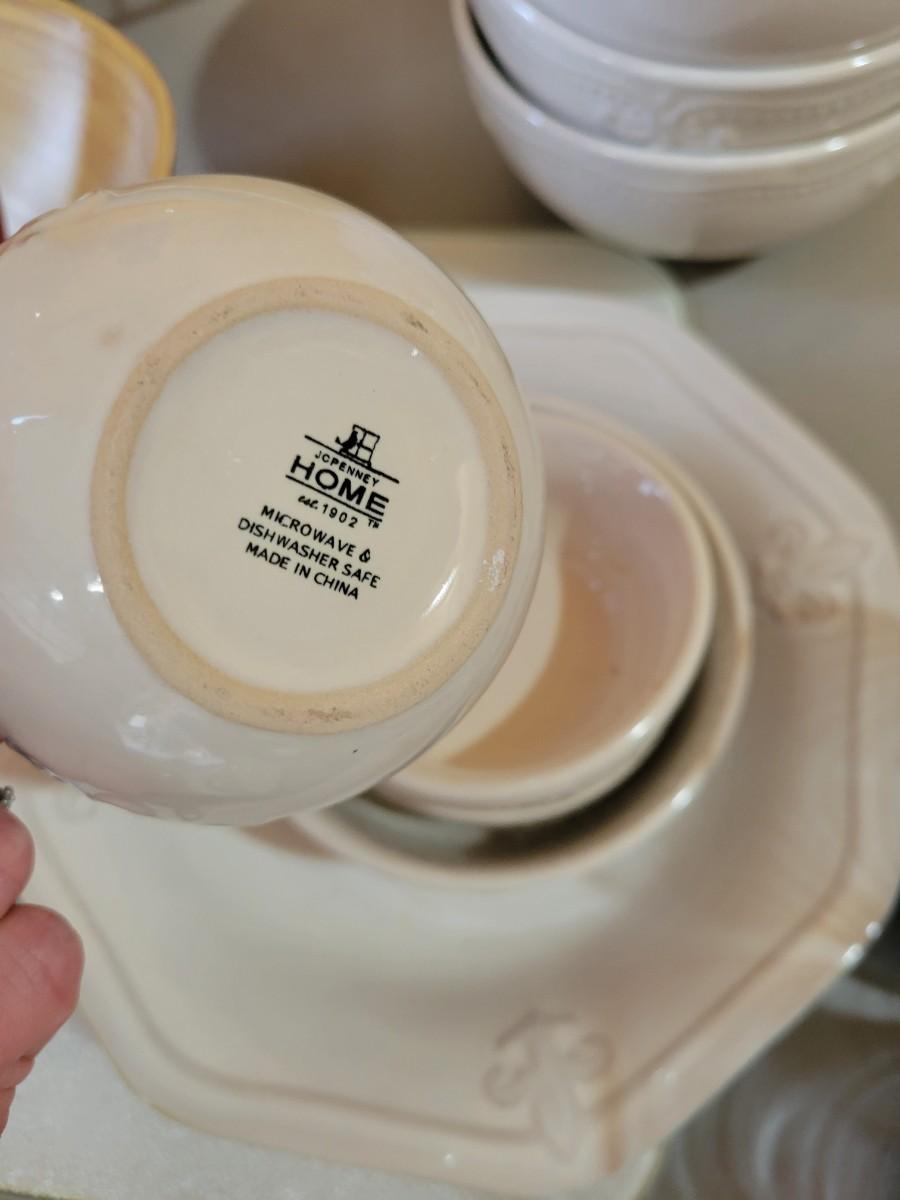 JCPENNEY
HOME
est. 1902 TM
MICROWAVE &
DISHWASHER SAFE
MADE IN CHINA